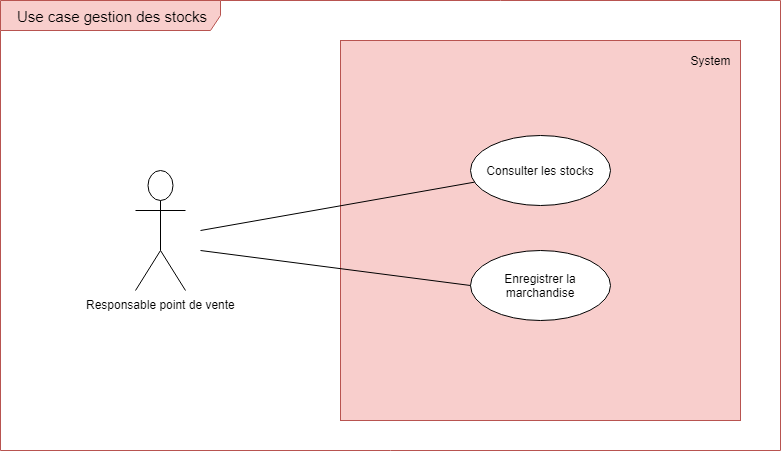 Use case gestion des stocks
System
Consulter les stocks
Enregistrer la
marchandise
Responsable point de vente